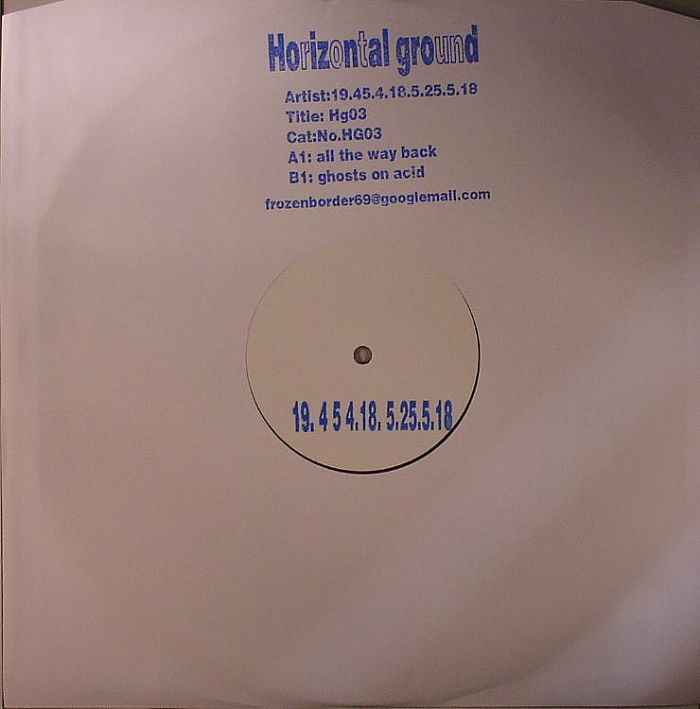 Horizontal ground
Artist:19.45.4.18.5.25.5.18
Title: Hg03
Cat:No.HG03
A1: all the way back
B1: ghosts on acid
frozenborder69@googlemail.com
19. 4 5 4.18. 5.25.5.18